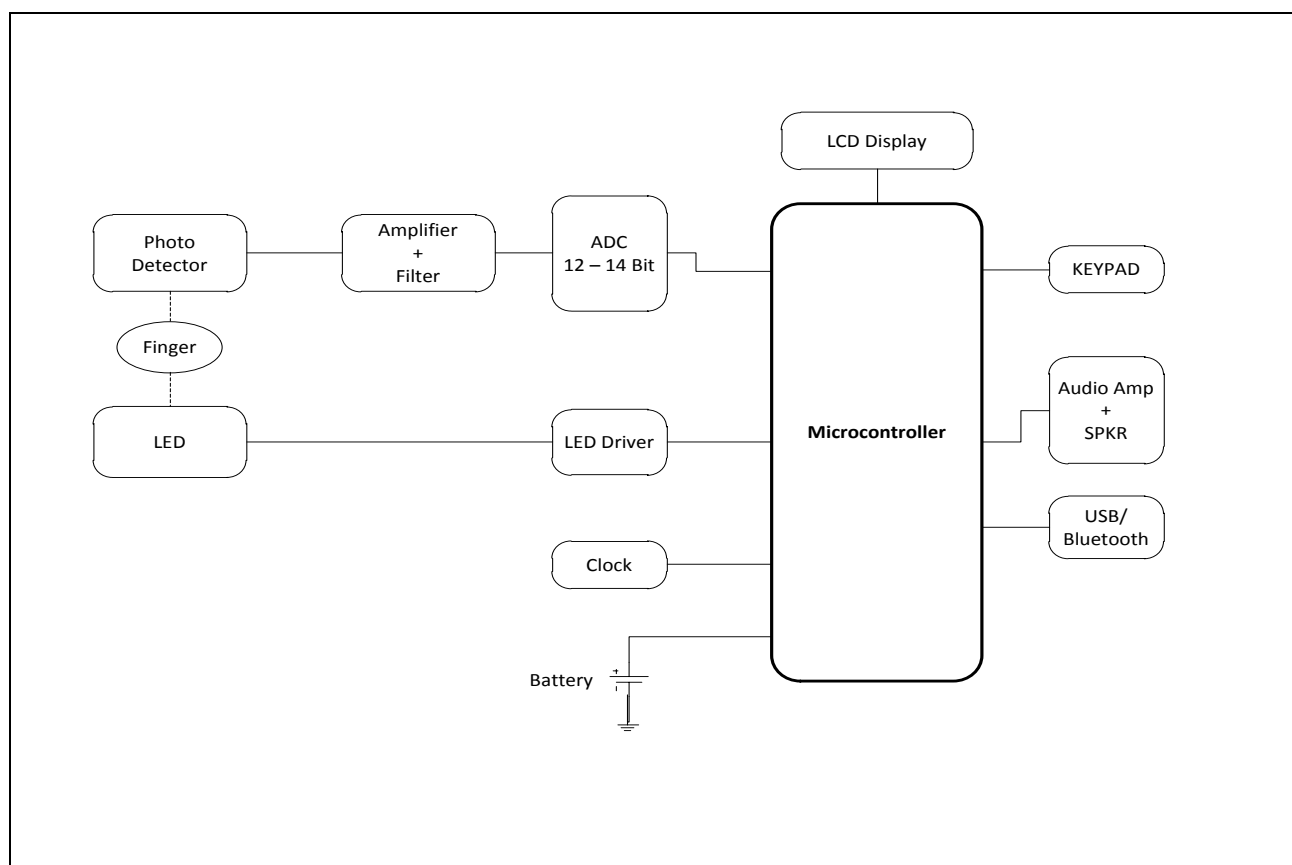 LCD Display
Photo
Detector
Amplifier
+
Filter
ADC
12 – 14 Bit
KEYPAD
Finger
Audio Amp
+
SPKR
LED
LED Driver
Microcontroller
USB/
Bluetooth
Clock
Battery
+
-